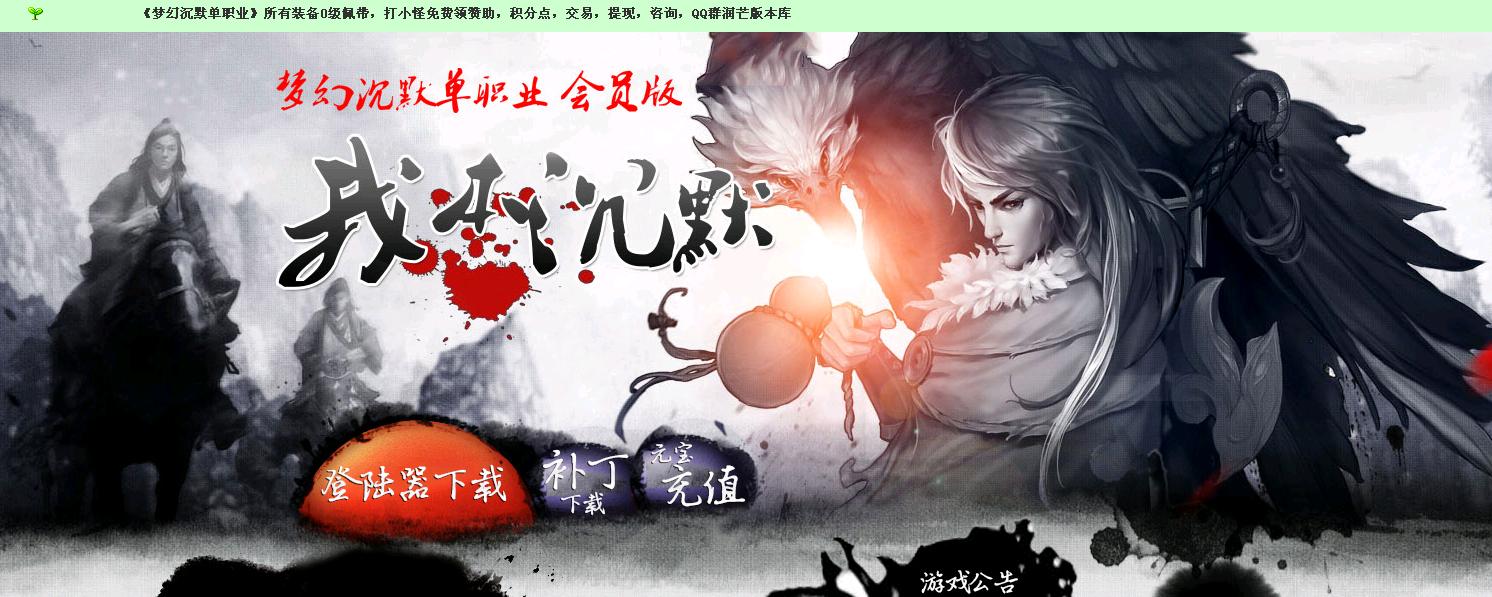 《梦幻沉默单职业》所有装备0级佩带，打小怪免费领赞助，积分点，交易，提现，咨询，QQ群润芒版本库
梦幻沉默单职业 会员版
我本沉默
登陆器下载
补丁
下载
元宝
充值
游戏公告